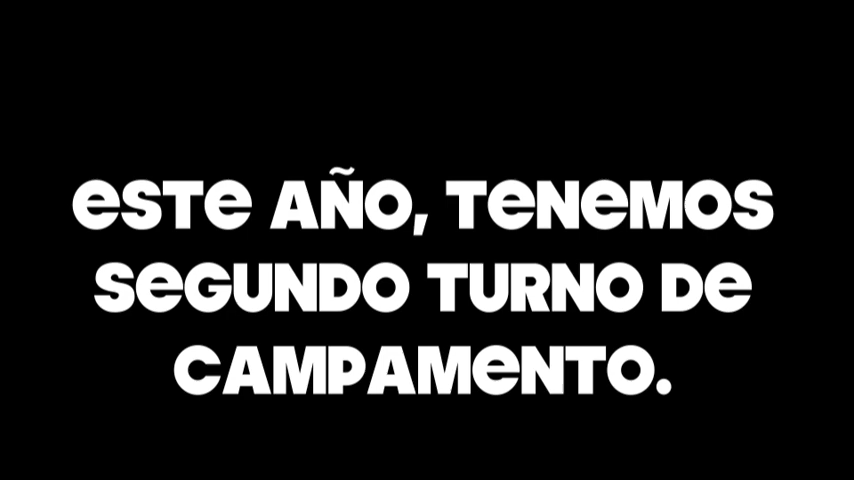 este AÑO, teNeMOS
SeGUNDO tURNO De
CAMPAMeNtO.